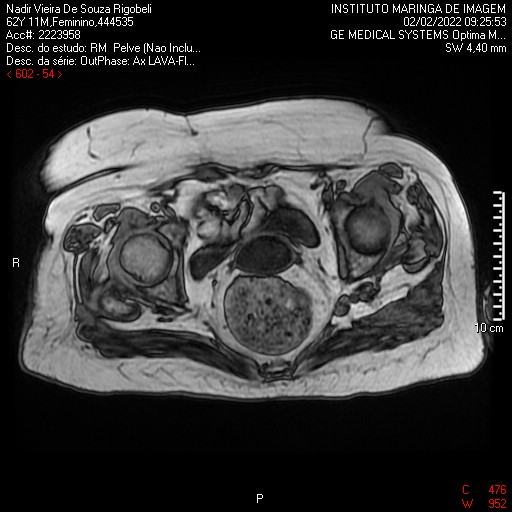 Nadir Vieira De Souza Rigobeli
62Y 11M,Feminino,444535
Acc#: 2223958
Desc. do estudo: RM Pelve (Nao Inclu...
Desc. da série: OutPhase: Ax LAVA-Fl...
< 602 - 54 >
INSTITUTO MARINGA DE IMAGEM
02/02/2022 09:25:53
GE MEDICAL SYSTEMS Optima M...
SW 4,40 mm
R
10 cm
P
C 476
W 952